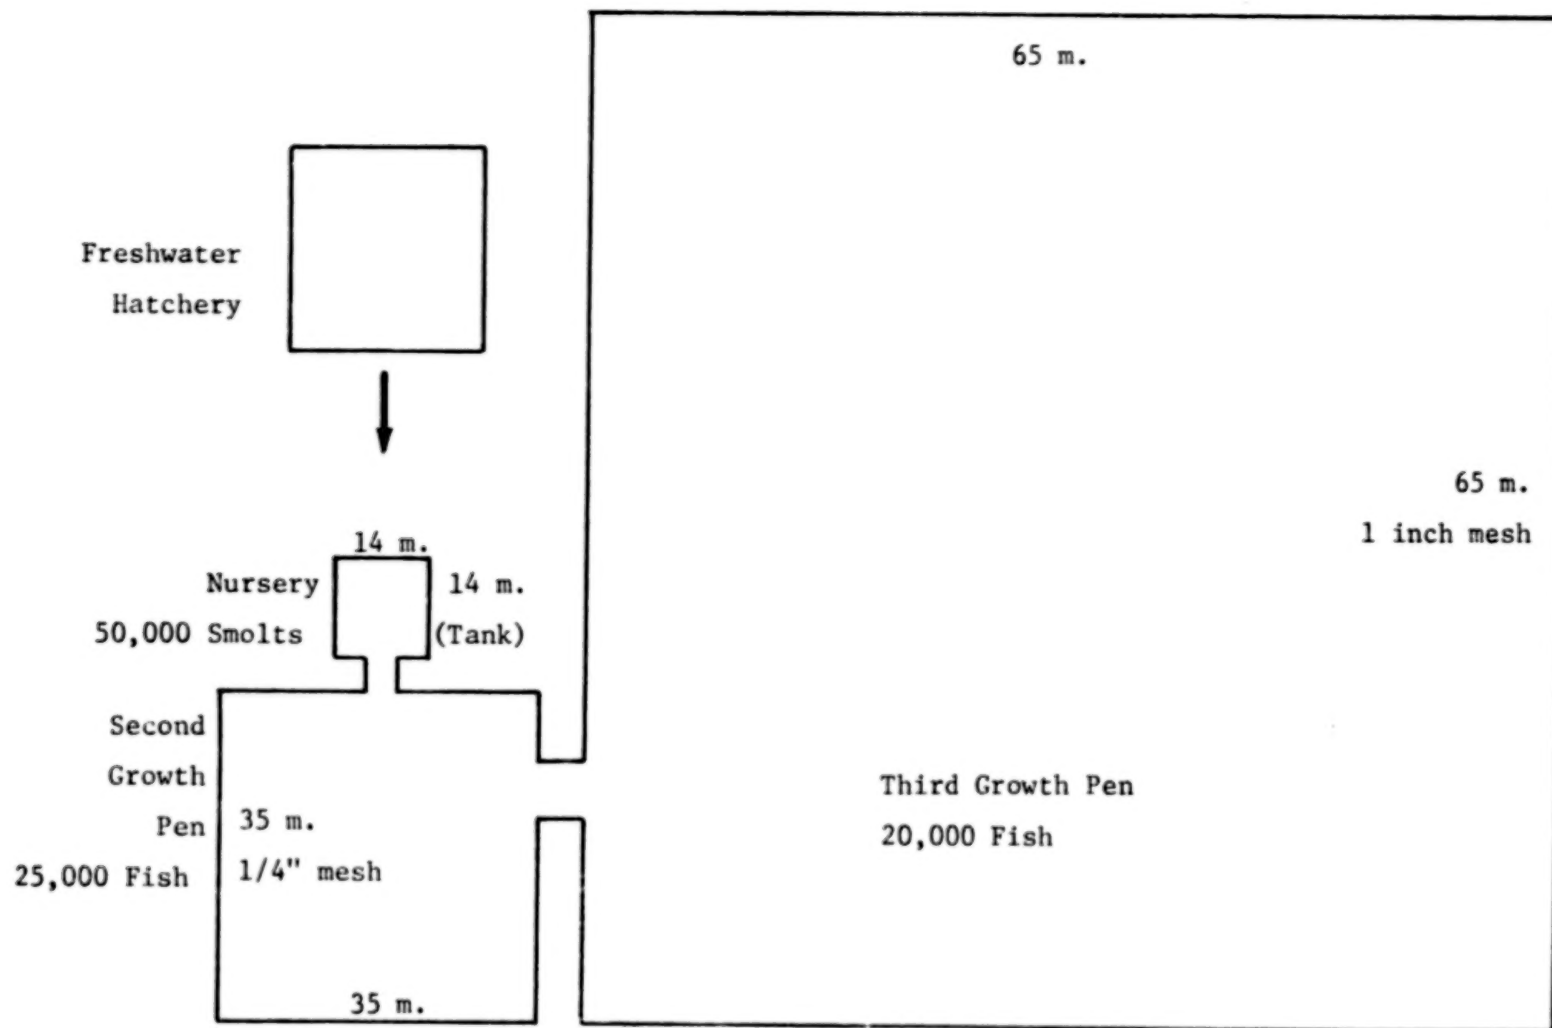 65 m.
Freshwater
Hatchery
65 m.
1 inch mesh
14 m.
Nursery
14 m.
50,000 Smolts
(Tank)
Second
Growth
Pen
25,000 Fish
35 m.
1/4" mesh
35 m.
Third Growth Pen
20,000 Fish